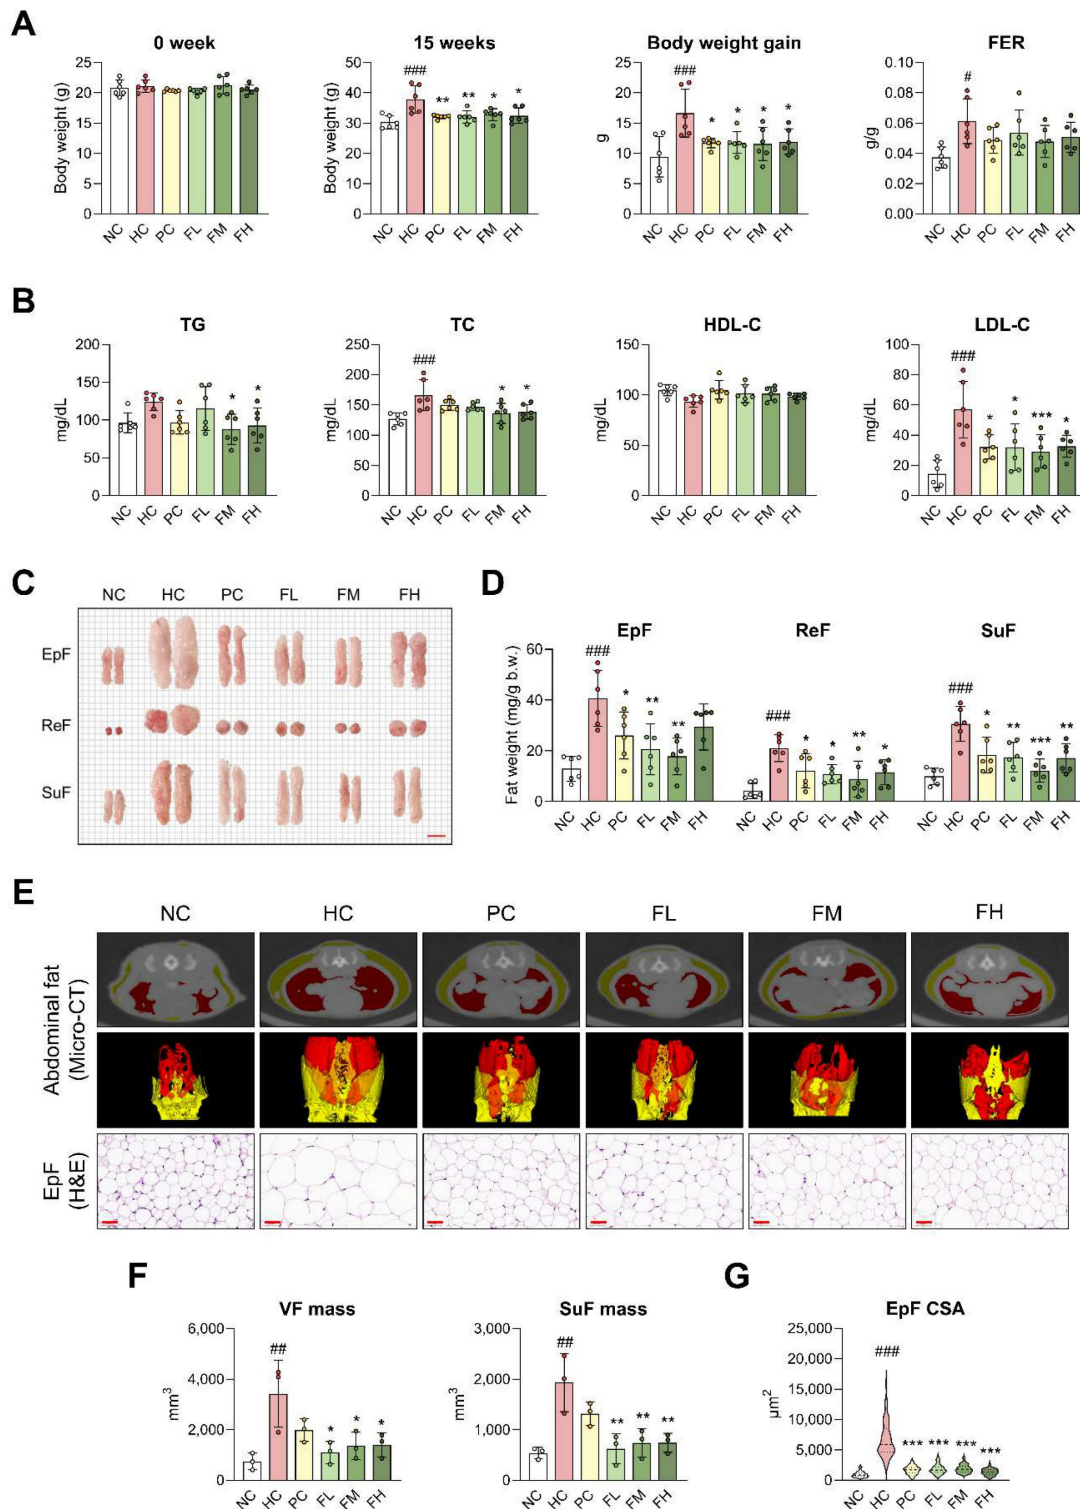 A
0 week
Body weight (g)
25
20
15
10
5
0
NC HC PC FL FM FH
15 weeks
Body weight (g)
50
40
30
20
10
0
###
**
**
*
*
NC HC PC FL FM FH
Body weight gain
g
25
20
15
10
5
0
###
*
*
*
*
NC HC PC FL FM FH
FER
g/g
0.10
0.08
0.06
0.04
0.02
0.00
#
NC HC PC FL FM FH
B
TG
mg/dL
200
150
100
50
0
*
*
NC HC PC FL FM FH
TC
mg/dL
250
200
150
100
50
0
###
*
*
NC HC PC FL FM FH
HDL-C
mg/dL
150
100
50
0
NC HC PC FL FM FH
LDL-C
mg/dL
100
80
60
40
20
0
###
*
*
***
*
NC HC PC FL FM FH
C
NC HC PC FL FM FH
EpF
ReF
SuF
D
EpF ReF SuF
Fat weight (mg/g b.w.)
60
40
20
0
###
*
**
**
###
*
*
**
*
###
*
**
***
**
NC HC PC FL FM FH NC HC PC FL FM FH NC HC PC FL FM FH
E
NC HC PC FL FM FH
Abdominal fat
(Micro-CT)
EpF
(H&E)
F
VF mass
mm³
6,000
4,000
2,000
0
##
*
*
*
NC HC PC FL FM FH
SuF mass
mm³
3,000
2,000
1,000
0
##
**
**
**
NC HC PC FL FM FH
G
EpF CSA
µm²
25,000
20,000
15,000
10,000
5,000
0
###
***
***
***
***
NC HC PC FL FM FH